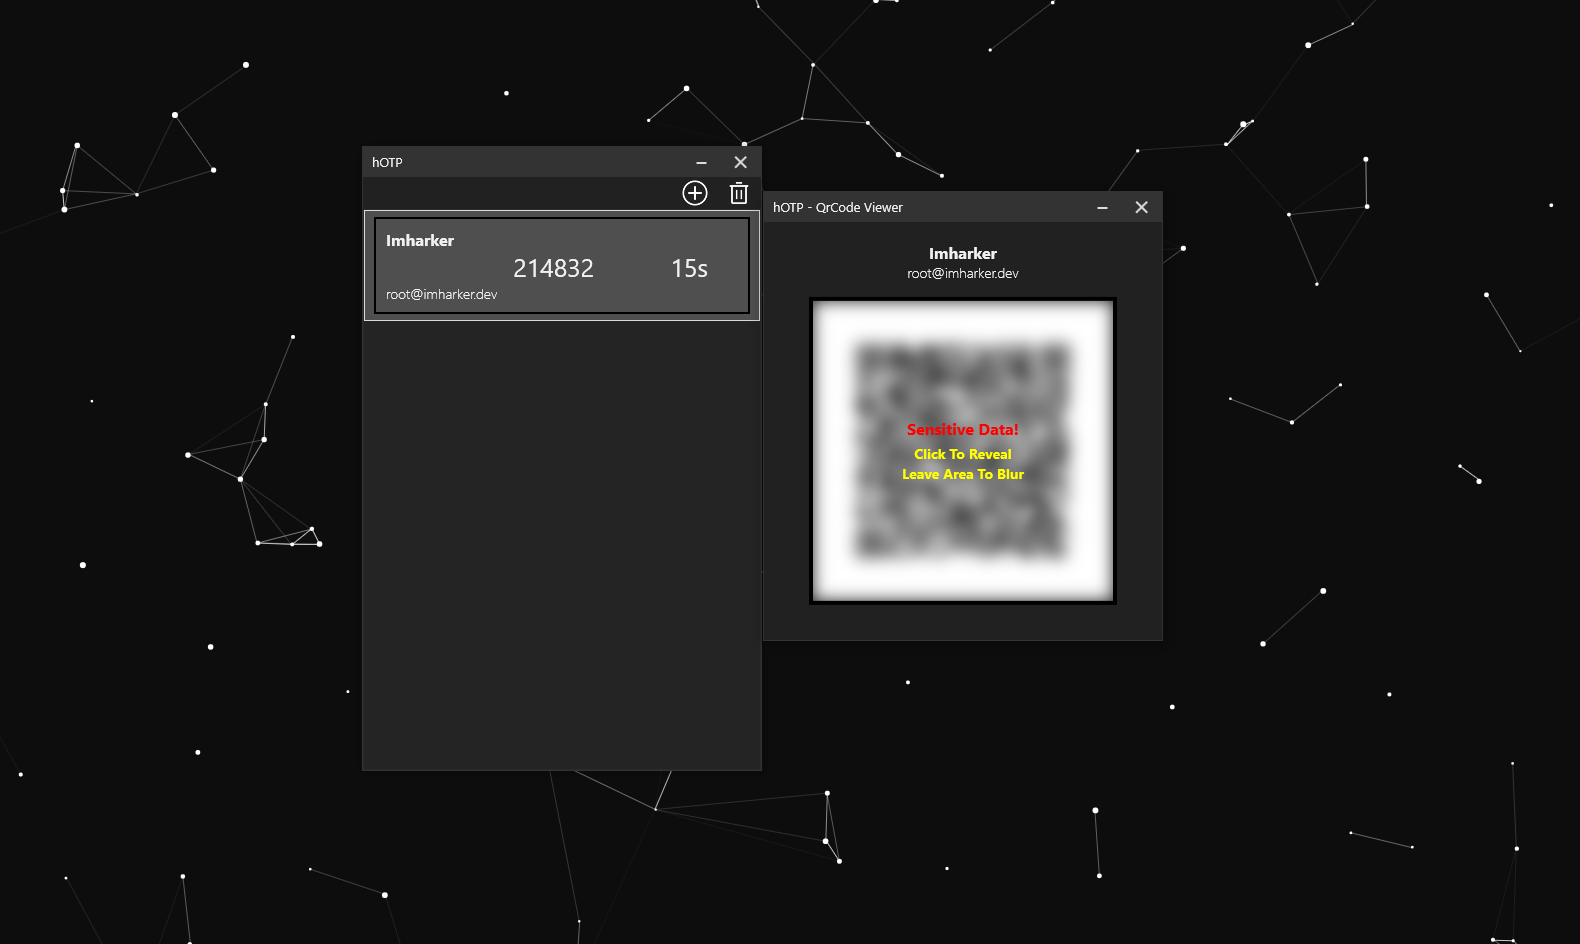 hOTP
Imharker
214832 15s
root@imharker.dev
hOTP - QrCode Viewer
Imharker
root@imharker.dev
Sensitive Data!
Click To Reveal
Leave Area To Blur